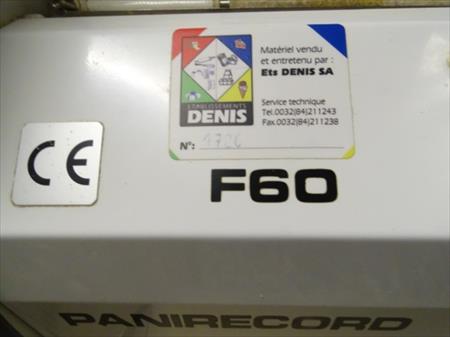 Matériel vendu
et entretenu par :
Ets DENIS SA
ETABLISSEMENTS
DENIS
Service technique
Tel.0032(84)211243
Fax.0032(84)211238
N°:
CE
F60
PANIRECORD